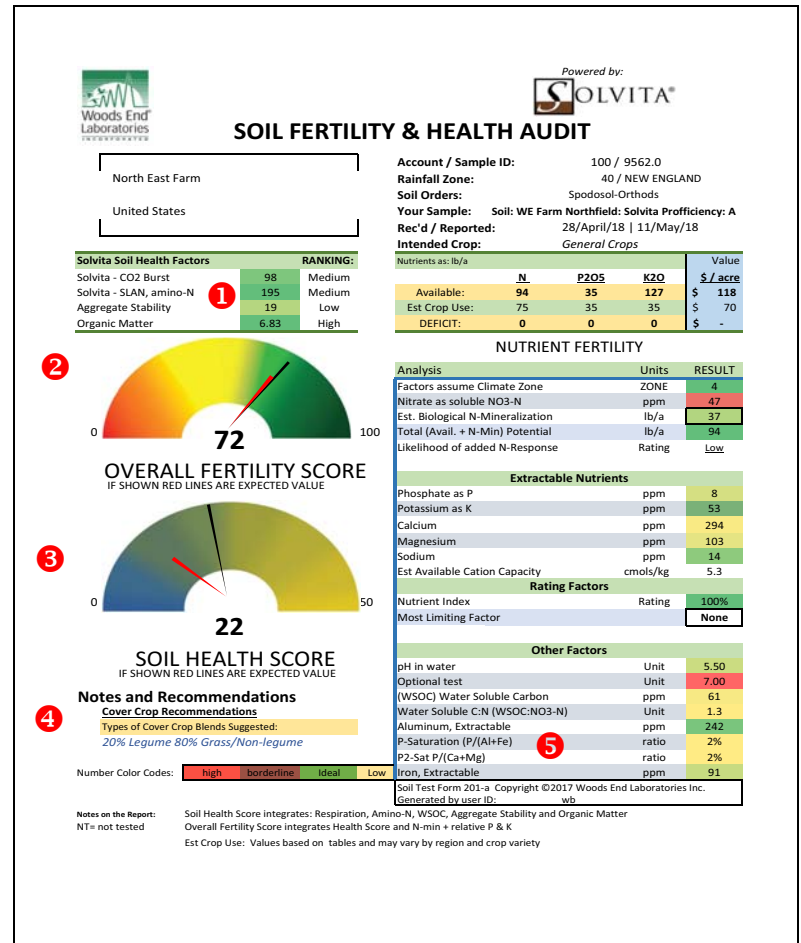 Powered by:
SOLVITA®
Woods End®
Laboratories
INCORPORATED
SOIL FERTILITY & HEALTH AUDIT
North East Farm
United States
Account / Sample ID: 100 / 9562.0
Rainfall Zone: 40 / NEW ENGLAND
Soil Orders: Spodosol-Orthods
Your Sample: Soil: WE Farm Northfield: Solvita Profficiency: A
Rec'd / Reported: 28/April/18 | 11/May/18
Intended Crop: General Crops
Solvita Soil Health Factors RANKING:
Solvita - CO2 Burst 98 Medium
Solvita - SLAN, amino-N 195 Medium
Aggregate Stability 19 Low
Organic Matter 6.83 High
1
Nutrients as: lb/a Value
N P2O5 K2O $ / acre
Available: 94 35 127 $ 118
Est Crop Use: 75 35 35 $ 70
DEFICIT: 0 0 0 $ -
2
0 72 100
OVERALL FERTILITY SCORE
IF SHOWN RED LINES ARE EXPECTED VALUE
3
0 22 50
SOIL HEALTH SCORE
IF SHOWN RED LINES ARE EXPECTED VALUE
Notes and Recommendations
4
Cover Crop Recommendations
Types of Cover Crop Blends Suggested:
20% Legume 80% Grass/Non-legume
Number Color Codes: high borderline Ideal Low
NUTRIENT FERTILITY
Analysis Units RESULT
Factors assume Climate Zone ZONE 4
Nitrate as soluble NO3-N ppm 47
Est. Biological N-Mineralization lb/a 37
Total (Avail. + N-Min) Potential lb/a 94
Likelihood of added N-Response Rating Low
Extractable Nutrients
Phosphate as P ppm 8
Potassium as K ppm 53
Calcium ppm 294
Magnesium ppm 103
Sodium ppm 14
Est Available Cation Capacity cmols/kg 5.3
Rating Factors
Nutrient Index Rating 100%
Most Limiting Factor None
Other Factors
pH in water Unit 5.50
Optional test Unit 7.00
(WSOC) Water Soluble Carbon ppm 61
Water Soluble C:N (WSOC:NO3-N) Unit 1.3
Aluminum, Extractable ppm 242
P-Saturation (P/(Al+Fe) 5 ratio 2%
P2-Sat P/(Ca+Mg) ratio 2%
Iron, Extractable ppm 91
Soil Test Form 201-a Copyright ©2017 Woods End Laboratories Inc.
Generated by user ID: wb
Notes on the Report: Soil Health Score integrates: Respiration, Amino-N, WSOC, Aggregate Stability and Organic Matter
NT= not tested Overall Fertility Score integrates Health Score and N-min + relative P & K
Est Crop Use: Values based on tables and may vary by region and crop variety